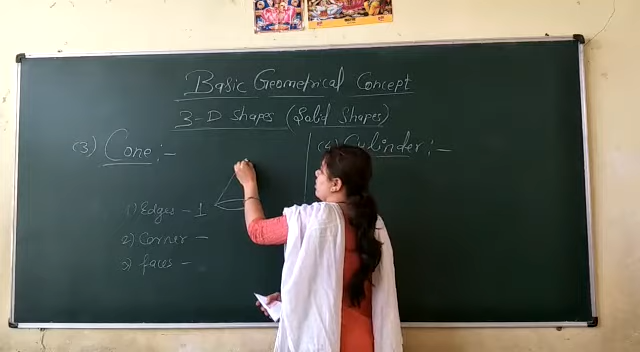 Basic Geometrical Concept
3-D Shapes (Solid Shapes)
(3) Cone :-
(4) Cylinder :-
1) Edges - 1
2) Corner -
3) faces -